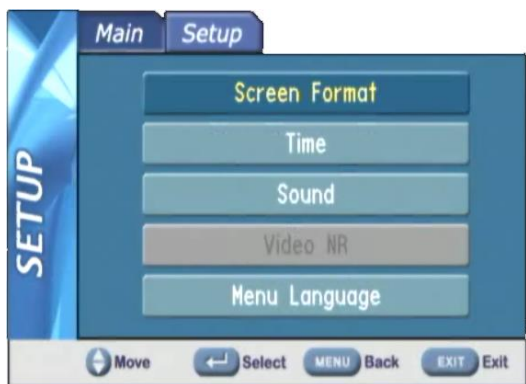 Main Setup
SETUP
Screen Format
Time
Sound
Video NR
Menu Language
Move Select MENU Back EXIT Exit